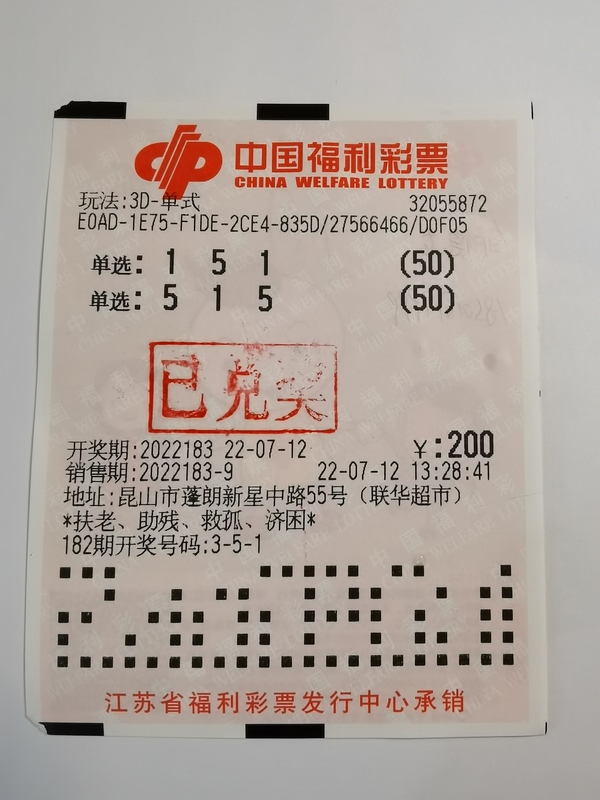 中国福利彩票
CHINA WELFARE LOTTERY
玩法:3D-单式 32055872
E0AD-1E75-F1DE-2CE4-835D/27566466/D0F05
单选: 1 5 1 (50)
单选: 5 1 5 (50)
已兑奖
开奖期:2022183 22-07-12 ¥:200
销售期:2022183-9 22-07-12 13:28:41
地址:昆山市蓬朗新星中路55号（联华超市）
*扶老、助残、救孤、济困*
182期开奖号码:3-5-1
江苏省福利彩票发行中心承销